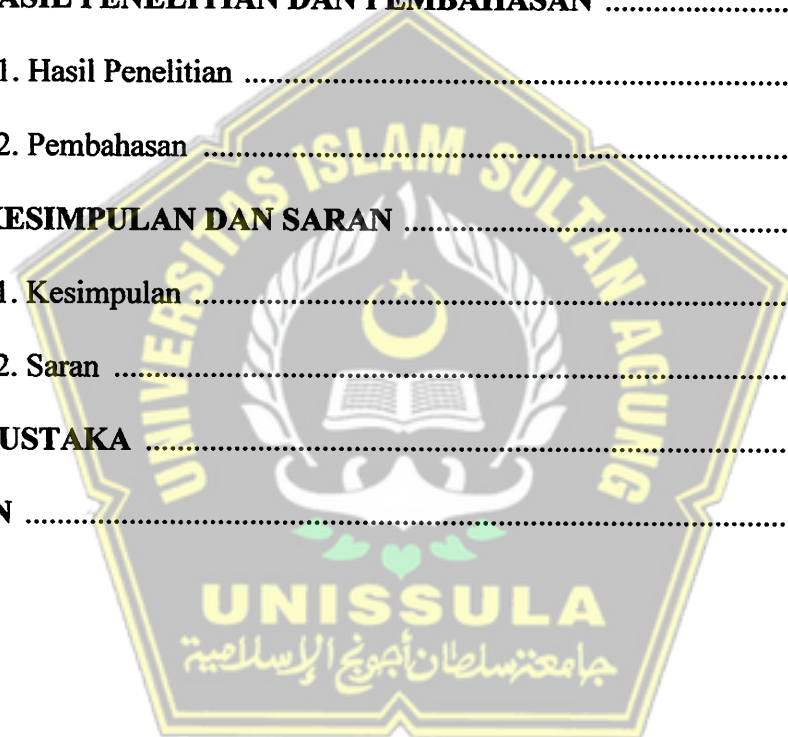 HASIL PENELITIAN DAN PEMBAHASAN ....................
1. Hasil Penelitian ....................
2. Pembahasan ....................
KESIMPULAN DAN SARAN ....................
1. Kesimpulan ....................
2. Saran ....................
USTAKA ....................
N ....................
UNIVERSITAS ISLAM SULTAN AGUNG
UNISSULA
جامعة سلطان أجونج الإسلامية